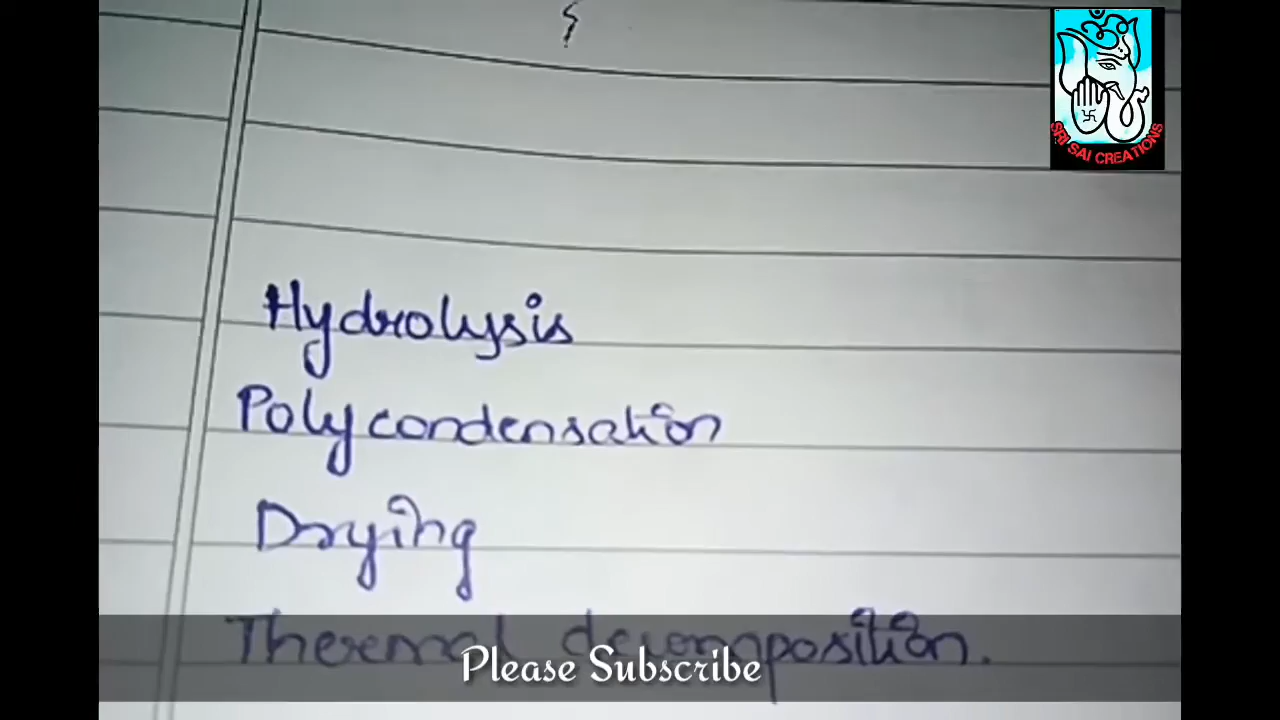 SRI SAI CREATIONS
Hydrolysis
Polycondensation
Drying
Thermal decomposition.
Please Subscribe